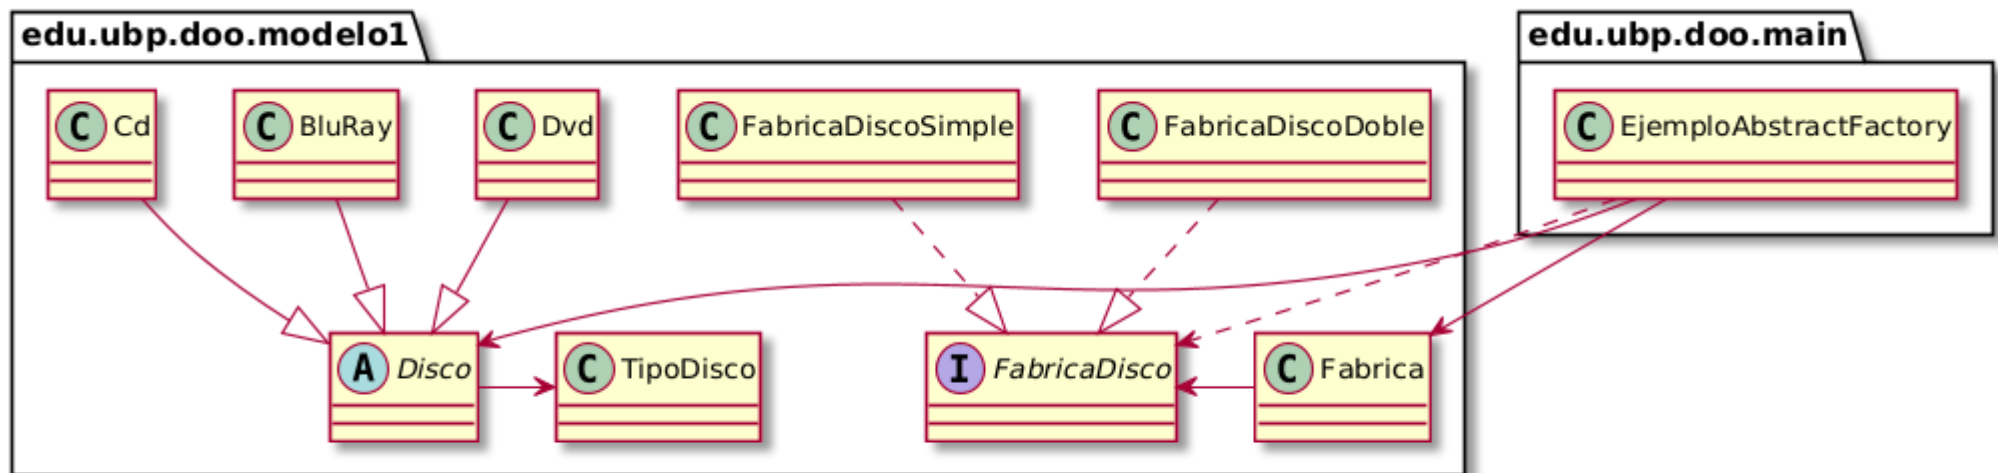 edu.ubp.doo.modelo1
edu.ubp.doo.main
C Cd
C BluRay
C Dvd
C FabricaDiscoSimple
C FabricaDiscoDoble
C EjemploAbstractFactory
A Disco
C TipoDisco
I FabricaDisco
C Fabrica